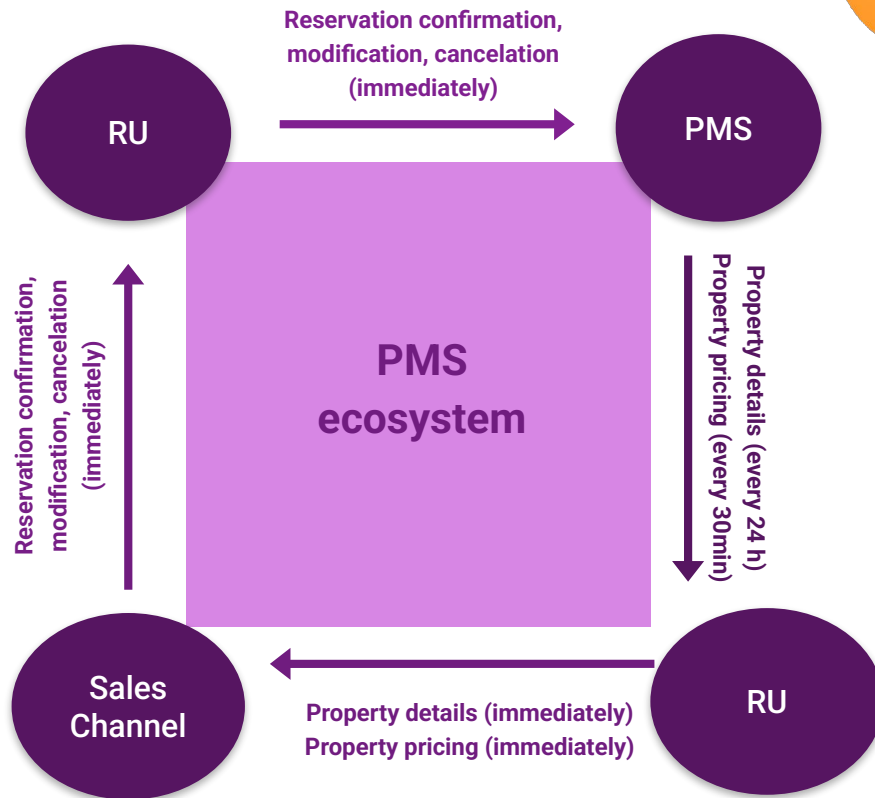 Reservation confirmation,
modification, cancelation
(immediately)
RU
PMS
Reservation confirmation,
modification, cancelation
(immediately)
PMS
ecosystem
Property details (every 24 h)
Property pricing (every 30min)
Sales
Channel
Property details (immediately)
Property pricing (immediately)
RU